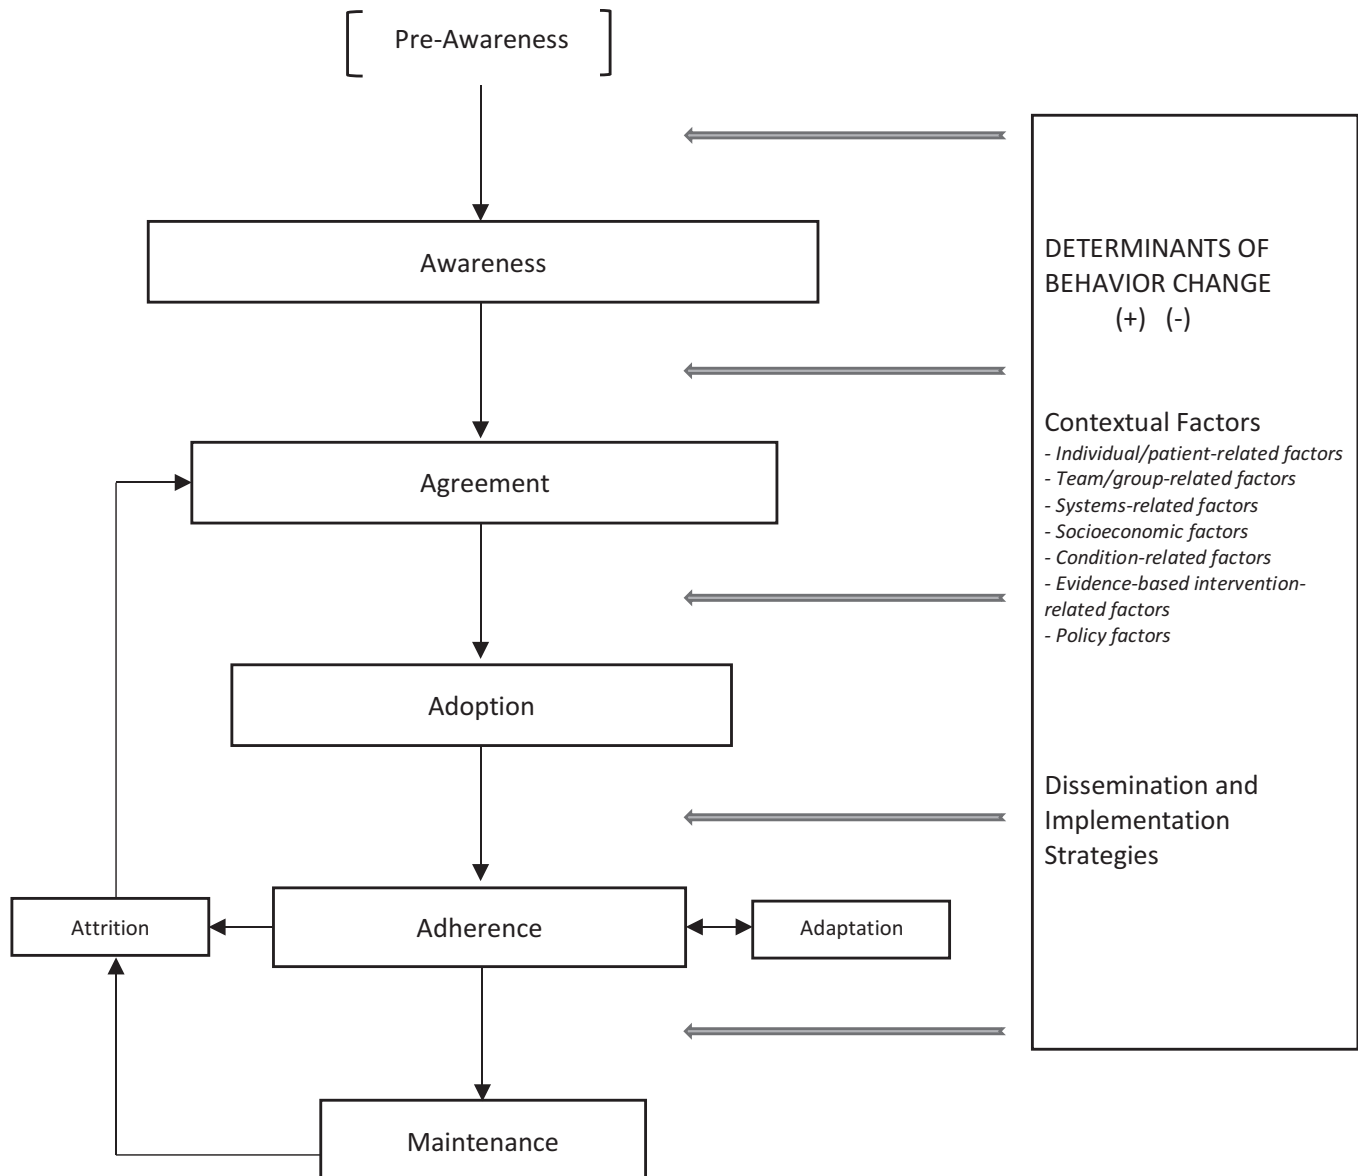 Pre-Awareness
Awareness
Agreement
Adoption
Attrition
Adherence
Adaptation
Maintenance
DETERMINANTS OF
BEHAVIOR CHANGE
(+) (-)
Contextual Factors
- Individual/patient-related factors
- Team/group-related factors
- Systems-related factors
- Socioeconomic factors
- Condition-related factors
- Evidence-based intervention-
related factors
- Policy factors
Dissemination and
Implementation
Strategies